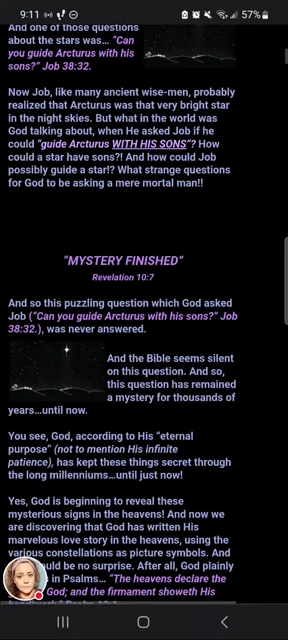 9:11
And one of those questions
about the stars was… “Can
you guide Arcturus with his
sons?” Job 38:32.
Now Job, like many ancient wise-men, probably
realized that Arcturus was that very bright star
in the night skies. But what in the world was
God talking about, when He asked Job if he
could “guide Arcturus WITH HIS SONS”? How
could a star have sons?! And how could Job
possibly guide a star!? What strange questions
for God to be asking a mere mortal man!!
“MYSTERY FINISHED”
Revelation 10:7
And so this puzzling question which God asked
Job (“Can you guide Arcturus with his sons?” Job
38:32.), was never answered.
And the Bible seems silent
on this question. And so,
this question has remained
a mystery for thousands of
years…until now.
You see, God, according to His “eternal
purpose” (not to mention His infinite
patience), has kept these things secret through
the long millenniums…until just now!
Yes, God is beginning to reveal these
mysterious signs in the heavens! And now we
are discovering that God has written His
marvelous love story in the heavens, using the
various constellations as picture symbols. And
be no surprise. After all, God plainly
in Psalms… “The heavens declare the
God; and the firmament showeth His